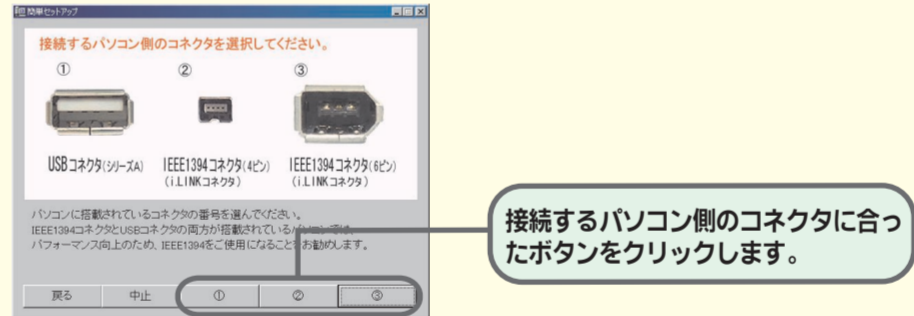 簡単セットアップ
接続するパソコン側のコネクタを選択してください。
① ② ③
USBコネクタ(シリーズA) IEEE1394コネクタ(4ピン) IEEE1394コネクタ(6ピン)
(i.LINKコネクタ) (i.LINKコネクタ)
パソコンに搭載されているコネクタの番号を選んでください。
IEEE1394コネクタとUSBコネクタの両方が搭載されているパソコンでは、
パフォーマンス向上のため、IEEE1394をご使用になることをお勧めします。
戻る 中止 ① ② ③
接続するパソコン側のコネクタに合っ
たボタンをクリックします。